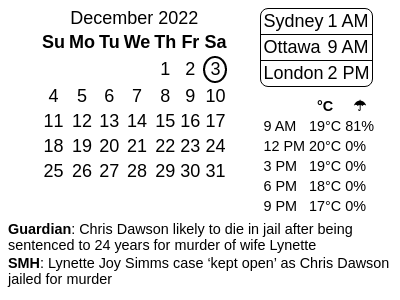 December 2022
Su Mo Tu We Th Fr Sa
1 2 3
4 5 6 7 8 9 10
11 12 13 14 15 16 17
18 19 20 21 22 23 24
25 26 27 28 29 30 31
Sydney 1 AM
Ottawa 9 AM
London 2 PM
°C ☂
9 AM 19°C 81%
12 PM 20°C 0%
3 PM 19°C 0%
6 PM 18°C 0%
9 PM 17°C 0%
Guardian: Chris Dawson likely to die in jail after being
sentenced to 24 years for murder of wife Lynette
SMH: Lynette Joy Simms case ‘kept open’ as Chris Dawson
jailed for murder